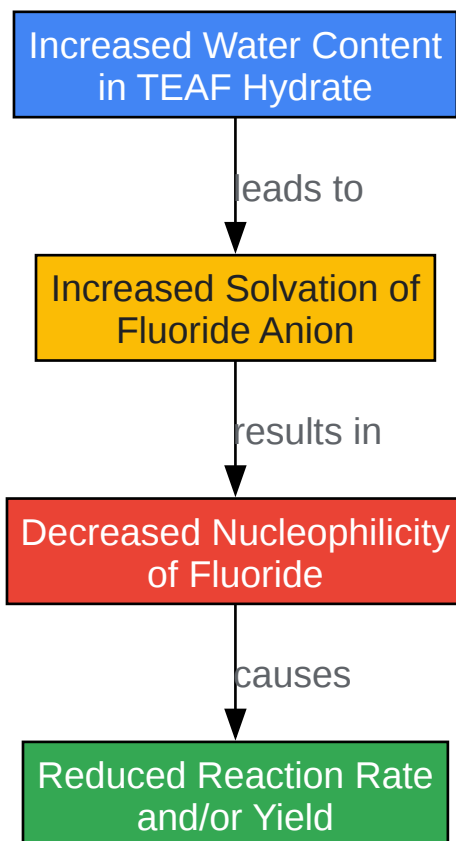 Increased Water Content
in TEAF Hydrate
leads to
Increased Solvation of
Fluoride Anion
results in
Decreased Nucleophilicity
of Fluoride
causes
Reduced Reaction Rate
and/or Yield